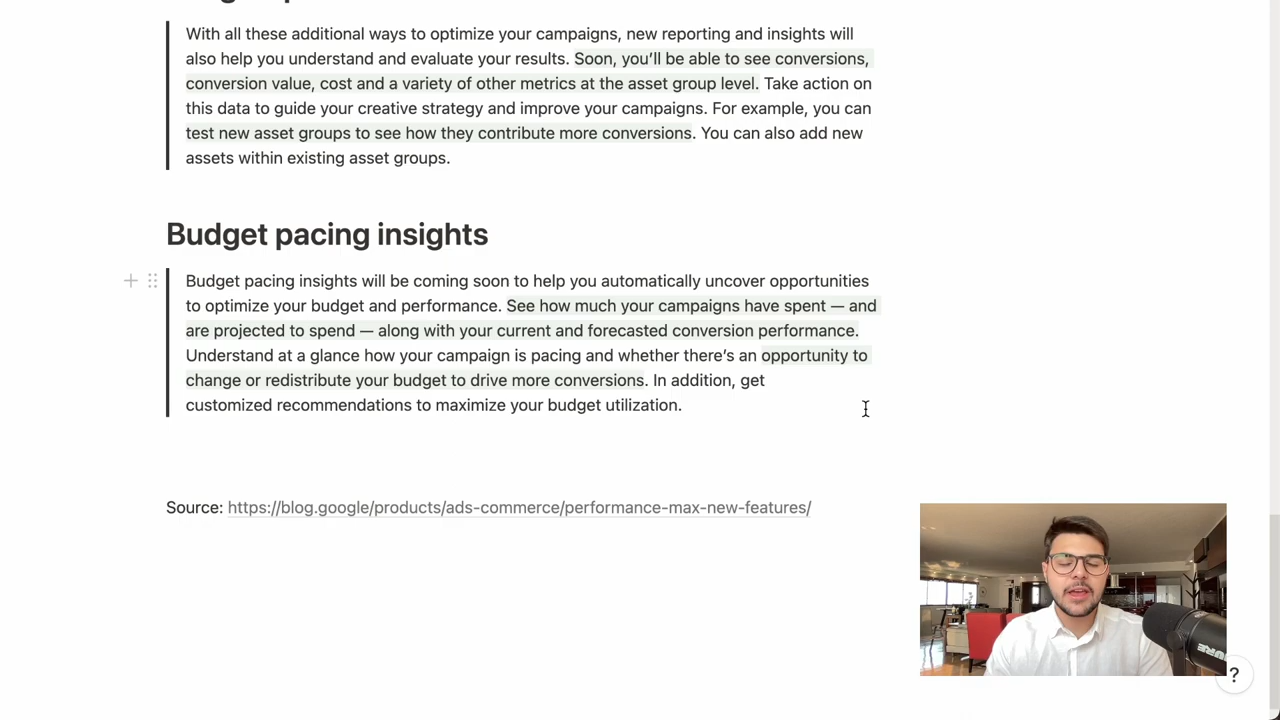 With all these additional ways to optimize your campaigns, new reporting and insights will
also help you understand and evaluate your results. Soon, you’ll be able to see conversions,
conversion value, cost and a variety of other metrics at the asset group level. Take action on
this data to guide your creative strategy and improve your campaigns. For example, you can
test new asset groups to see how they contribute more conversions. You can also add new
assets within existing asset groups.
Budget pacing insights
Budget pacing insights will be coming soon to help you automatically uncover opportunities
to optimize your budget and performance. See how much your campaigns have spent — and
are projected to spend — along with your current and forecasted conversion performance.
Understand at a glance how your campaign is pacing and whether there’s an opportunity to
change or redistribute your budget to drive more conversions. In addition, get
customized recommendations to maximize your budget utilization.
Source: https://blog.google/products/ads-commerce/performance-max-new-features/
SHURE
?